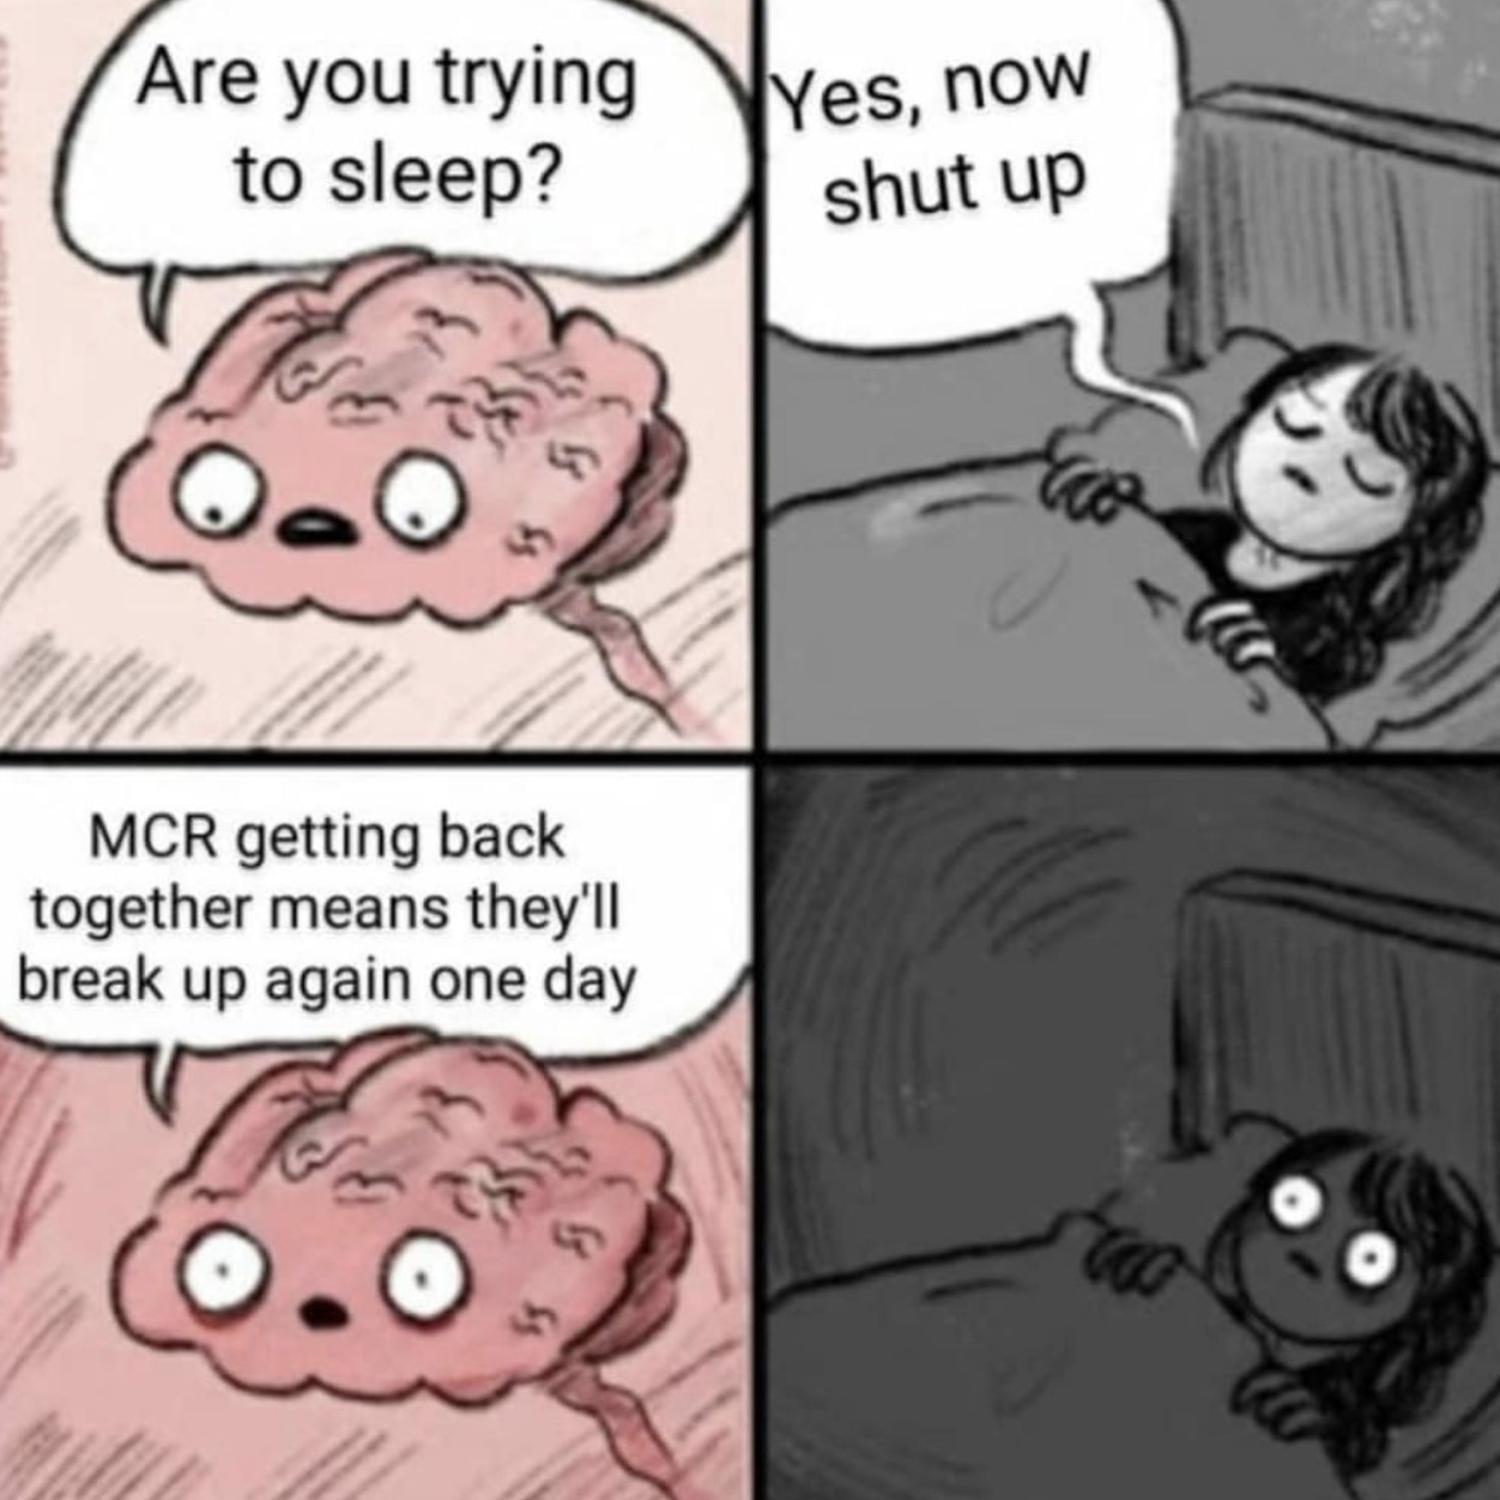 Are you trying
to sleep?
Yes, now
shut up
MCR getting back
together means they'll
break up again one day